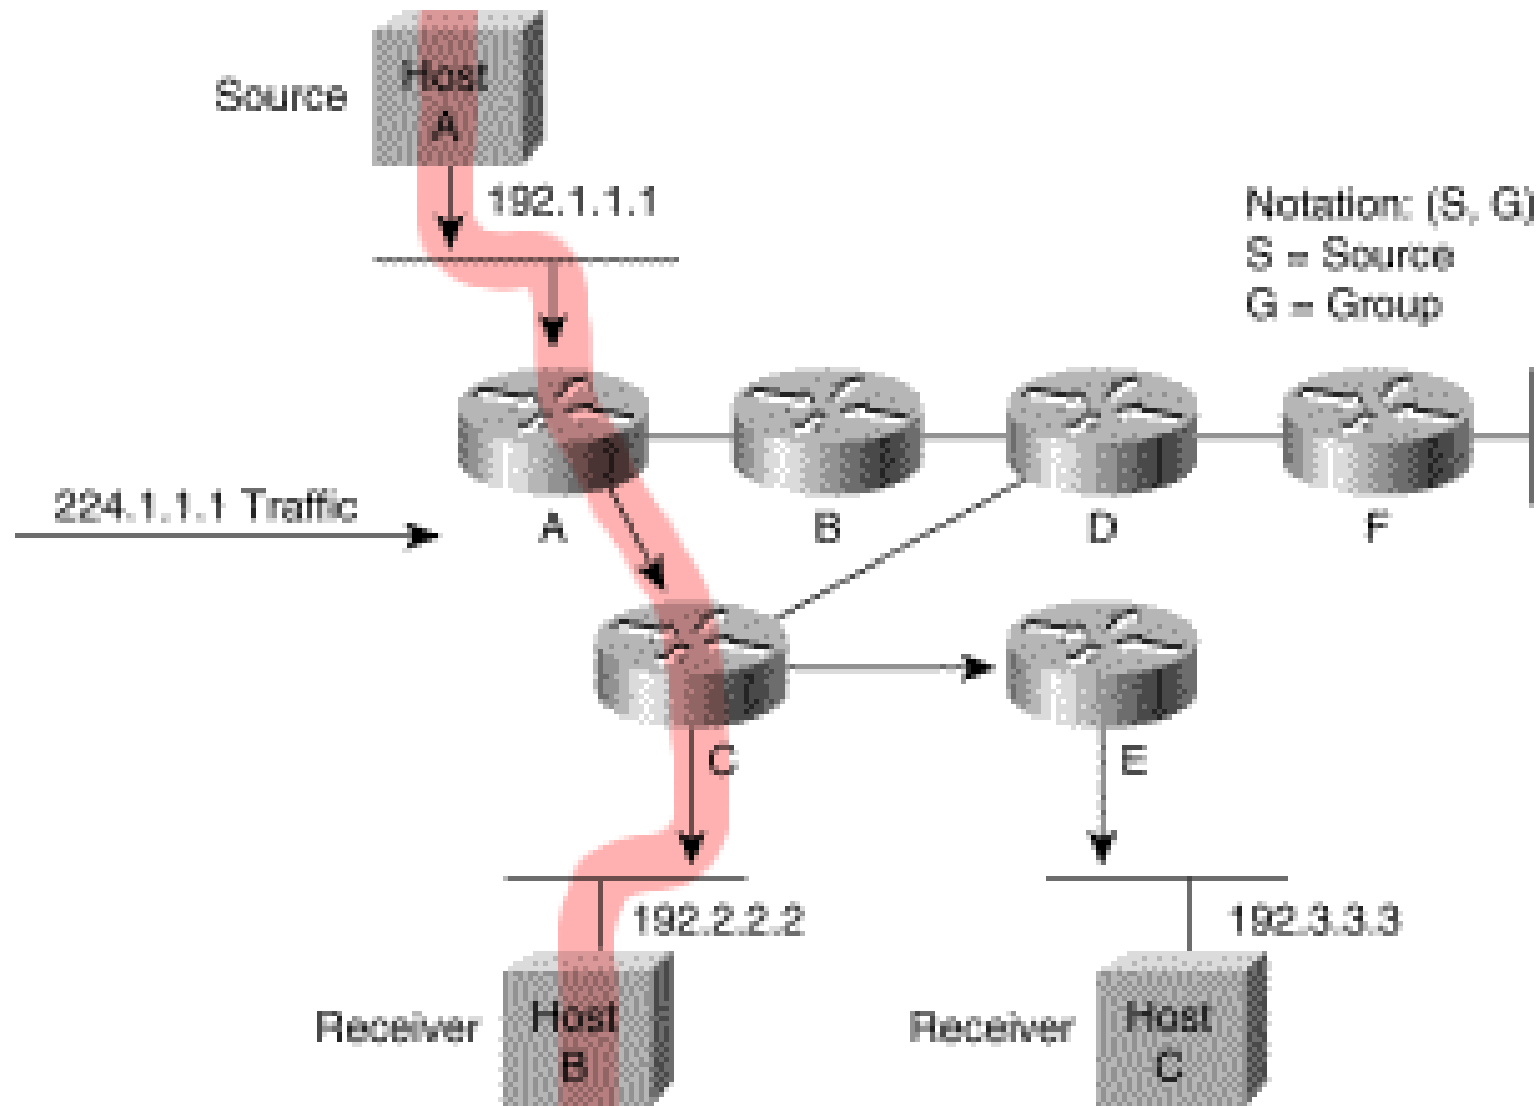 Host
A
Source
192.1.1.1
Notation: (S, G)
S = Source
G = Group
224.1.1.1 Traffic
A
B
D
F
C
E
192.2.2.2
192.3.3.3
Receiver
Host
B
Receiver
Host
C